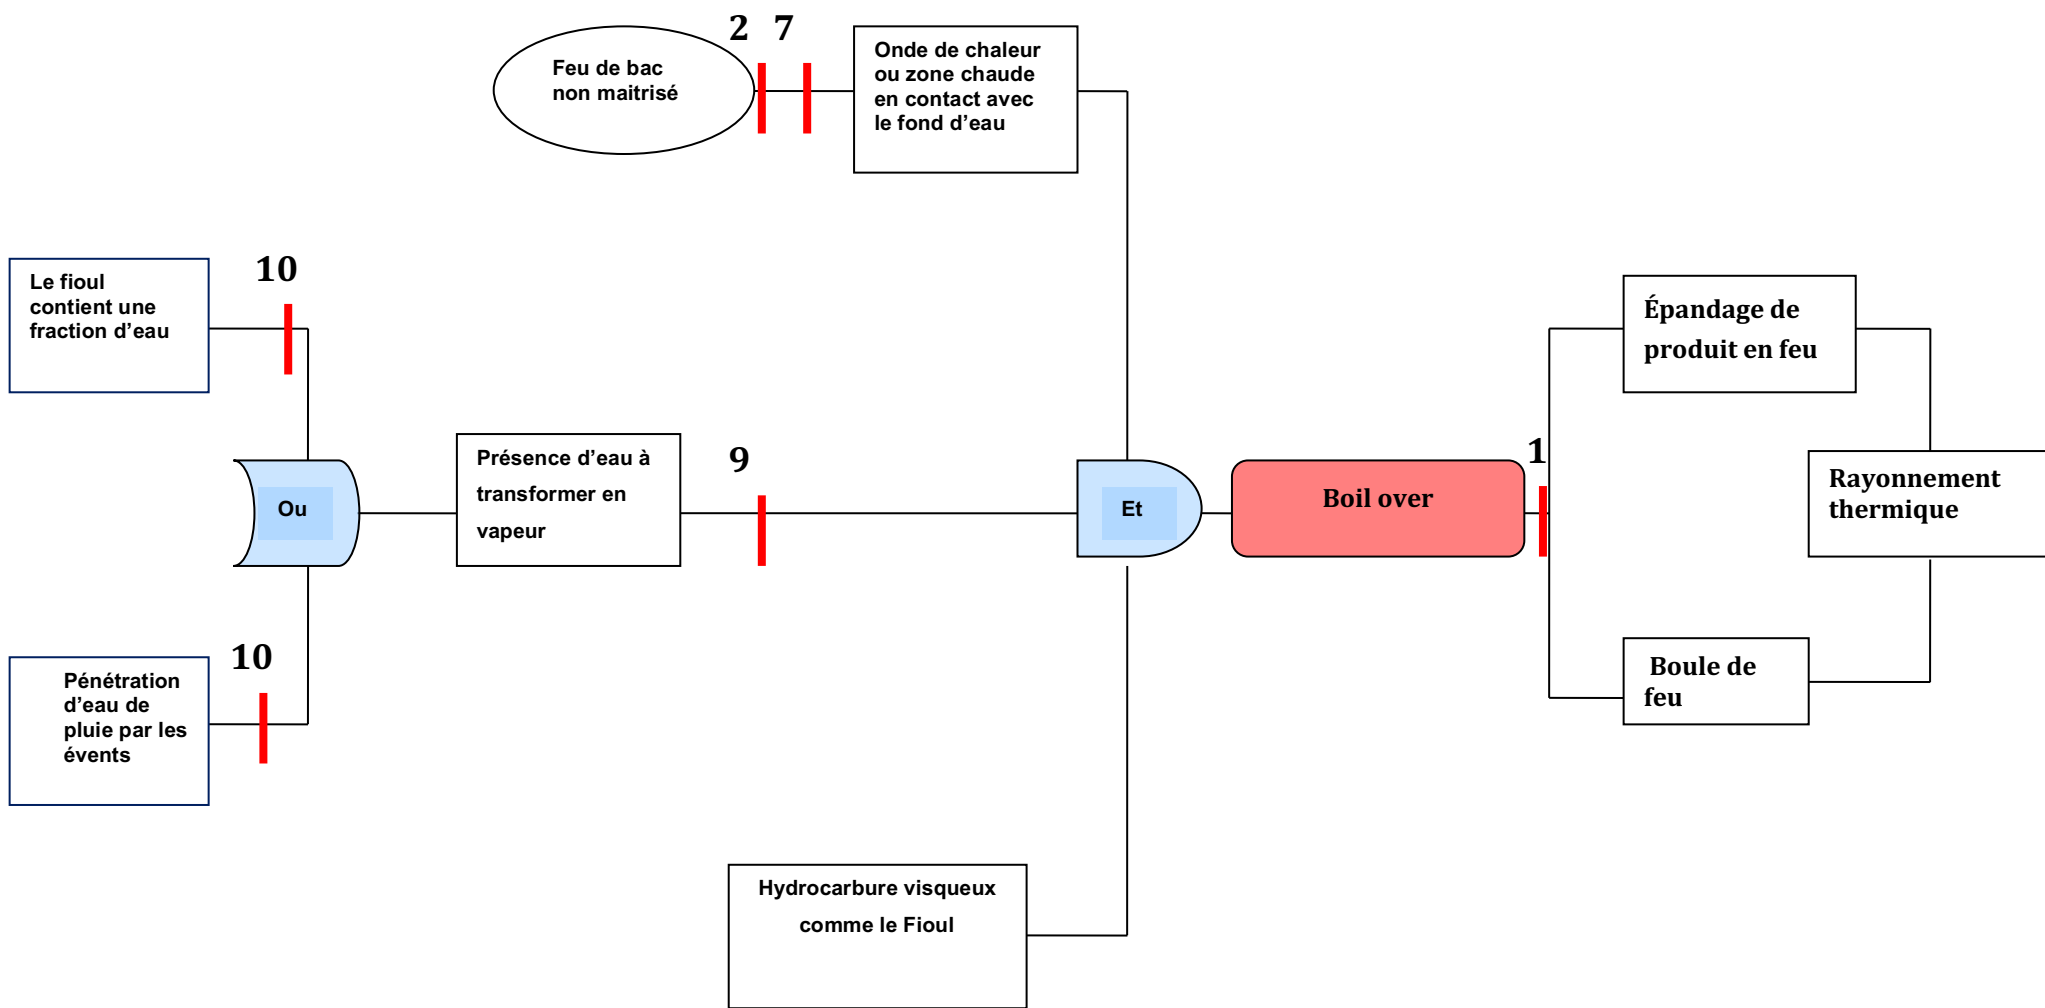 2 7
Feu de bac
non maitrisé
Onde de chaleur
ou zone chaude
en contact avec
le fond d’eau
10
Le fioul
contient une
fraction d’eau
Épandage de
produit en feu
Ou
Présence d’eau à
transformer en
vapeur
9
Et
Boil over
1
Rayonnement
thermique
10
Pénétration
d’eau de
pluie par les
évents
Boule de
feu
Hydrocarbure visqueux
comme le Fioul